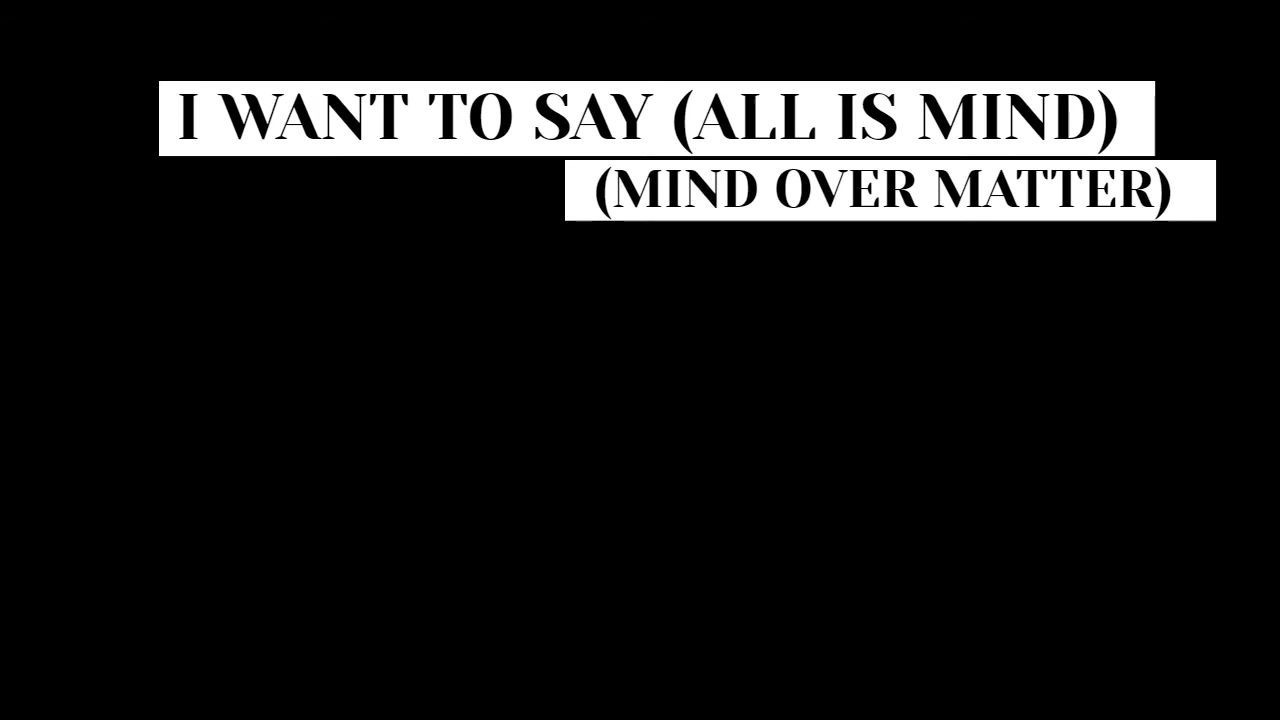 I WANT TO SAY (ALL IS MIND)
(MIND OVER MATTER)